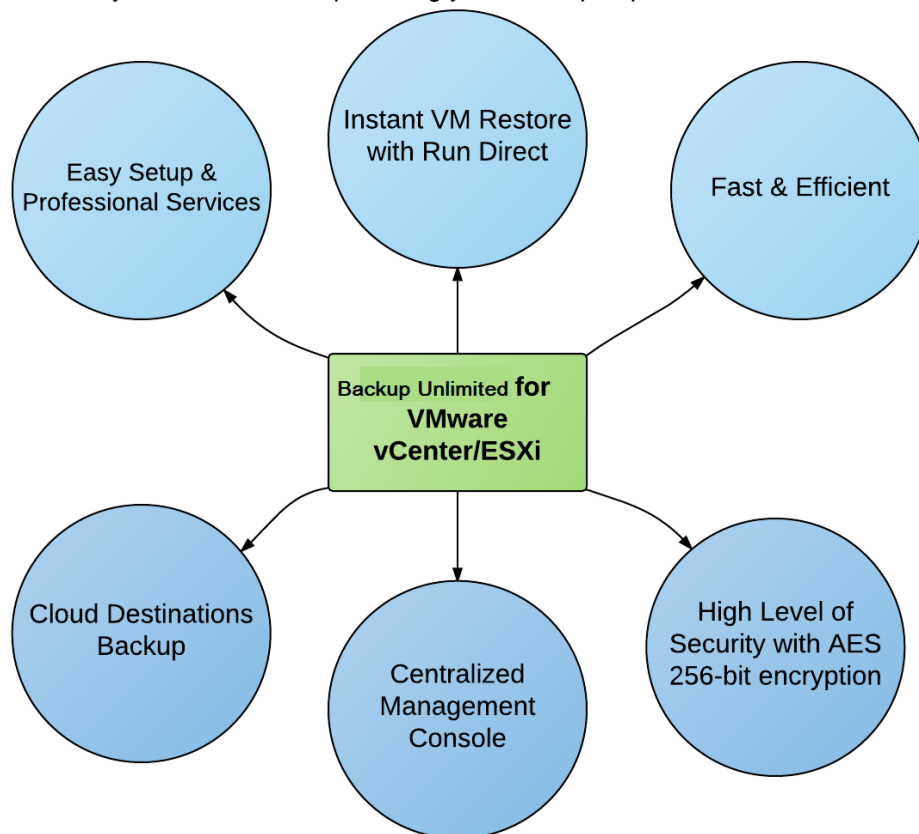 Instant VM Restore
with Run Direct
Easy Setup &
Professional Services
Fast & Efficient
Backup Unlimited for
VMware
vCenter/ESXi
Cloud Destinations
Backup
High Level of
Security with AES
256-bit encryption
Centralized
Management
Console